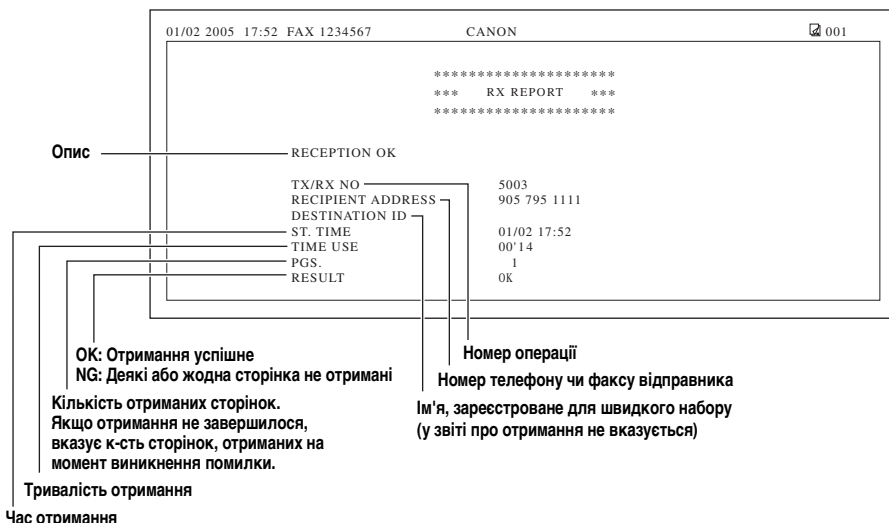 01/02 2005 17:52 FAX 1234567 CANON 001
*********************
*** RX REPORT ***
*********************
Опис
RECEPTION OK
TX/RX NO 5003
RECIPIENT ADDRESS 905 795 1111
DESTINATION ID
ST. TIME 01/02 17:52
TIME USE 00'14
PGS. 1
RESULT OK
OK: Отримання успішне
NG: Деякі або жодна сторінка не отримані
Кількість отриманих сторінок.
Якщо отримання не завершилося,
вказує к-сть сторінок, отриманих на
момент виникнення помилки.
Тривалість отримання
Час отримання
Номер операції
Номер телефону чи факсу відправника
Ім'я, зареєстроване для швидкого набору
(у звіті про отримання не вказується)